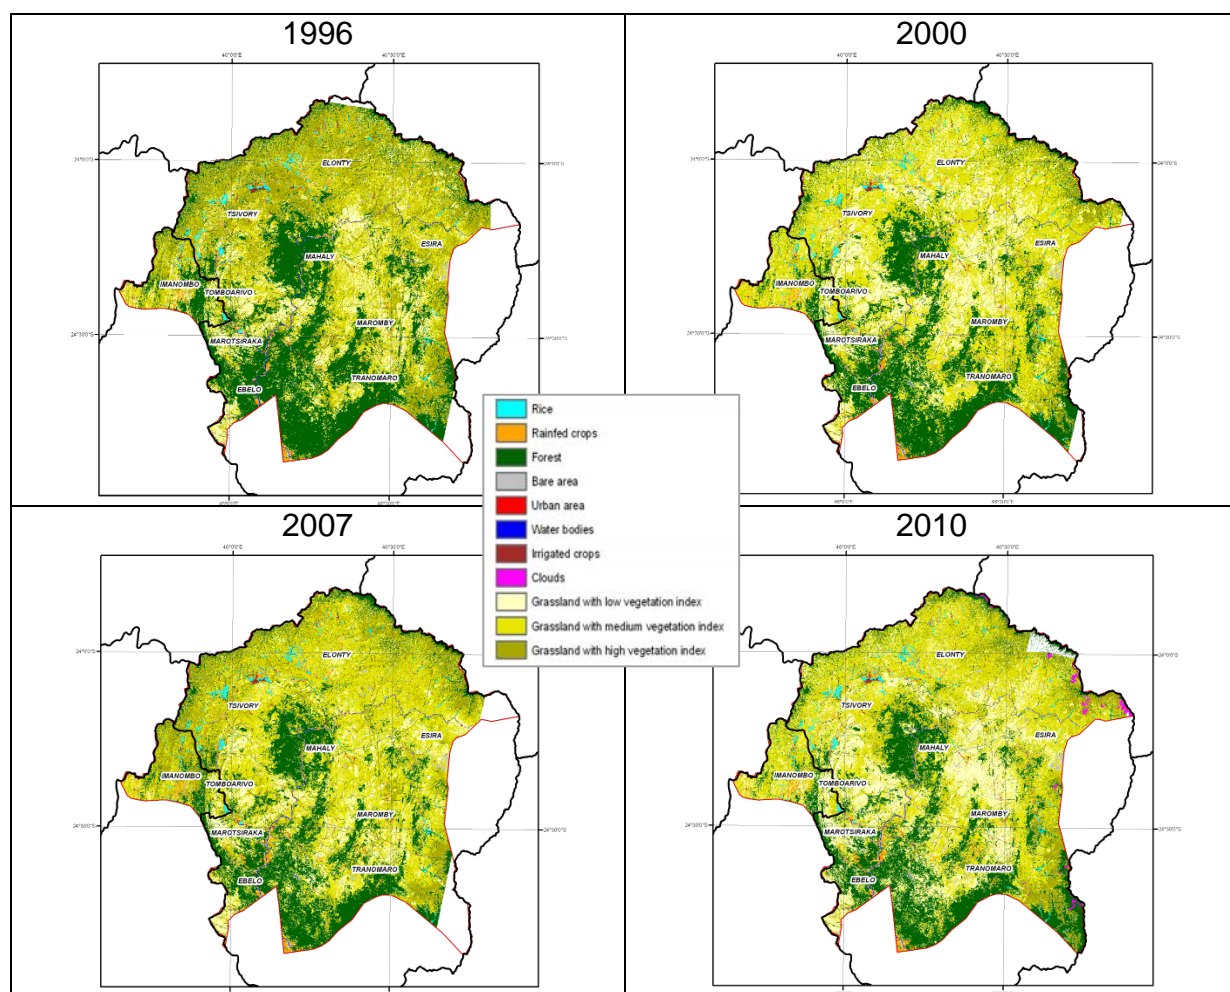 1996
2000
ELONTY
TSIVORY
ESIRA
MAHALY
IMANOMBO
TOMBOARIVO
MAROMBY
MAROTSIRAKA
TRANOMARO
EBELO
ELONTY
TSIVORY
ESIRA
MAHALY
IMANOMBO
TOMBOARIVO
MAROMBY
MAROTSIRAKA
TRANOMARO
EBELO
Rice
Rainfed crops
Forest
Bare area
Urban area
Water bodies
Irrigated crops
Clouds
Grassland with low vegetation index
Grassland with medium vegetation index
Grassland with high vegetation index
2007
2010
ELONTY
TSIVORY
ESIRA
MAHALY
IMANOMBO
TOMBOARIVO
MAROMBY
MAROTSIRAKA
TRANOMARO
EBELO
ELONTY
TSIVORY
ESIRA
MAHALY
IMANOMBO
TOMBOARIVO
MAROMBY
MAROTSIRAKA
TRANOMARO
EBELO